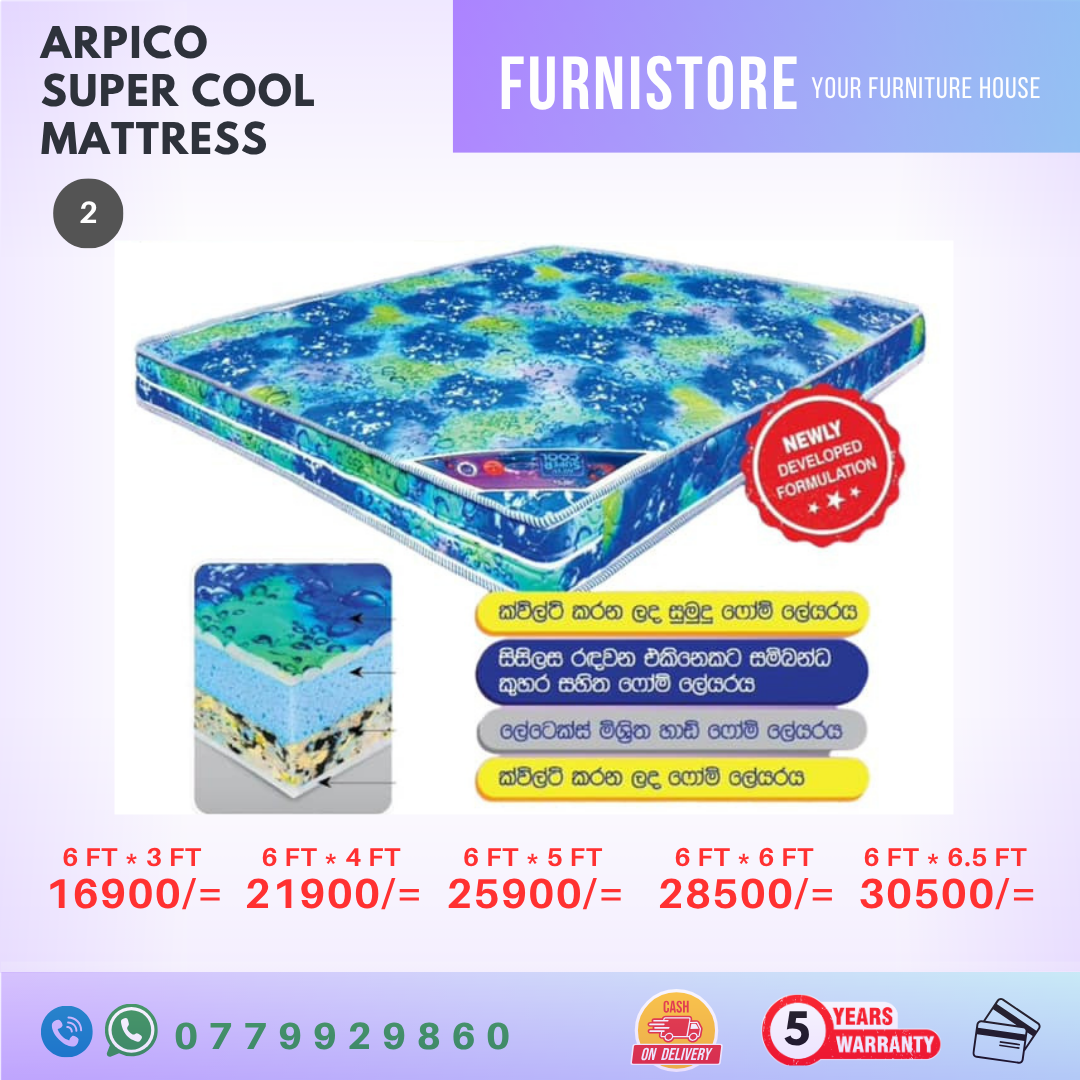 ARPICO
SUPER COOL
MATTRESS
FURNISTORE YOUR FURNITURE HOUSE
2
SUPER
COOL
NEWLY
DEVELOPED
FORMULATION
ක්විල්ට් කරන ලද සුමුදු ෆෝම් ලේයරය
සිසිලස රඳවන එකිනෙකට සම්බන්ධ
කුහර සහිත ෆෝම් ලේයරය
ලේටෙක්ස් මිශ්‍රිත හාඩ් ෆෝම් ලේයරය
ක්විල්ට් කරන ලද ෆෝම් ලේයරය
6 FT * 3 FT
16900/=
6 FT * 4 FT
21900/=
6 FT * 5 FT
25900/=
6 FT * 6 FT
28500/=
6 FT * 6.5 FT
30500/=
0779929860
CASH
ON DELIVERY
5 YEARS
WARRANTY